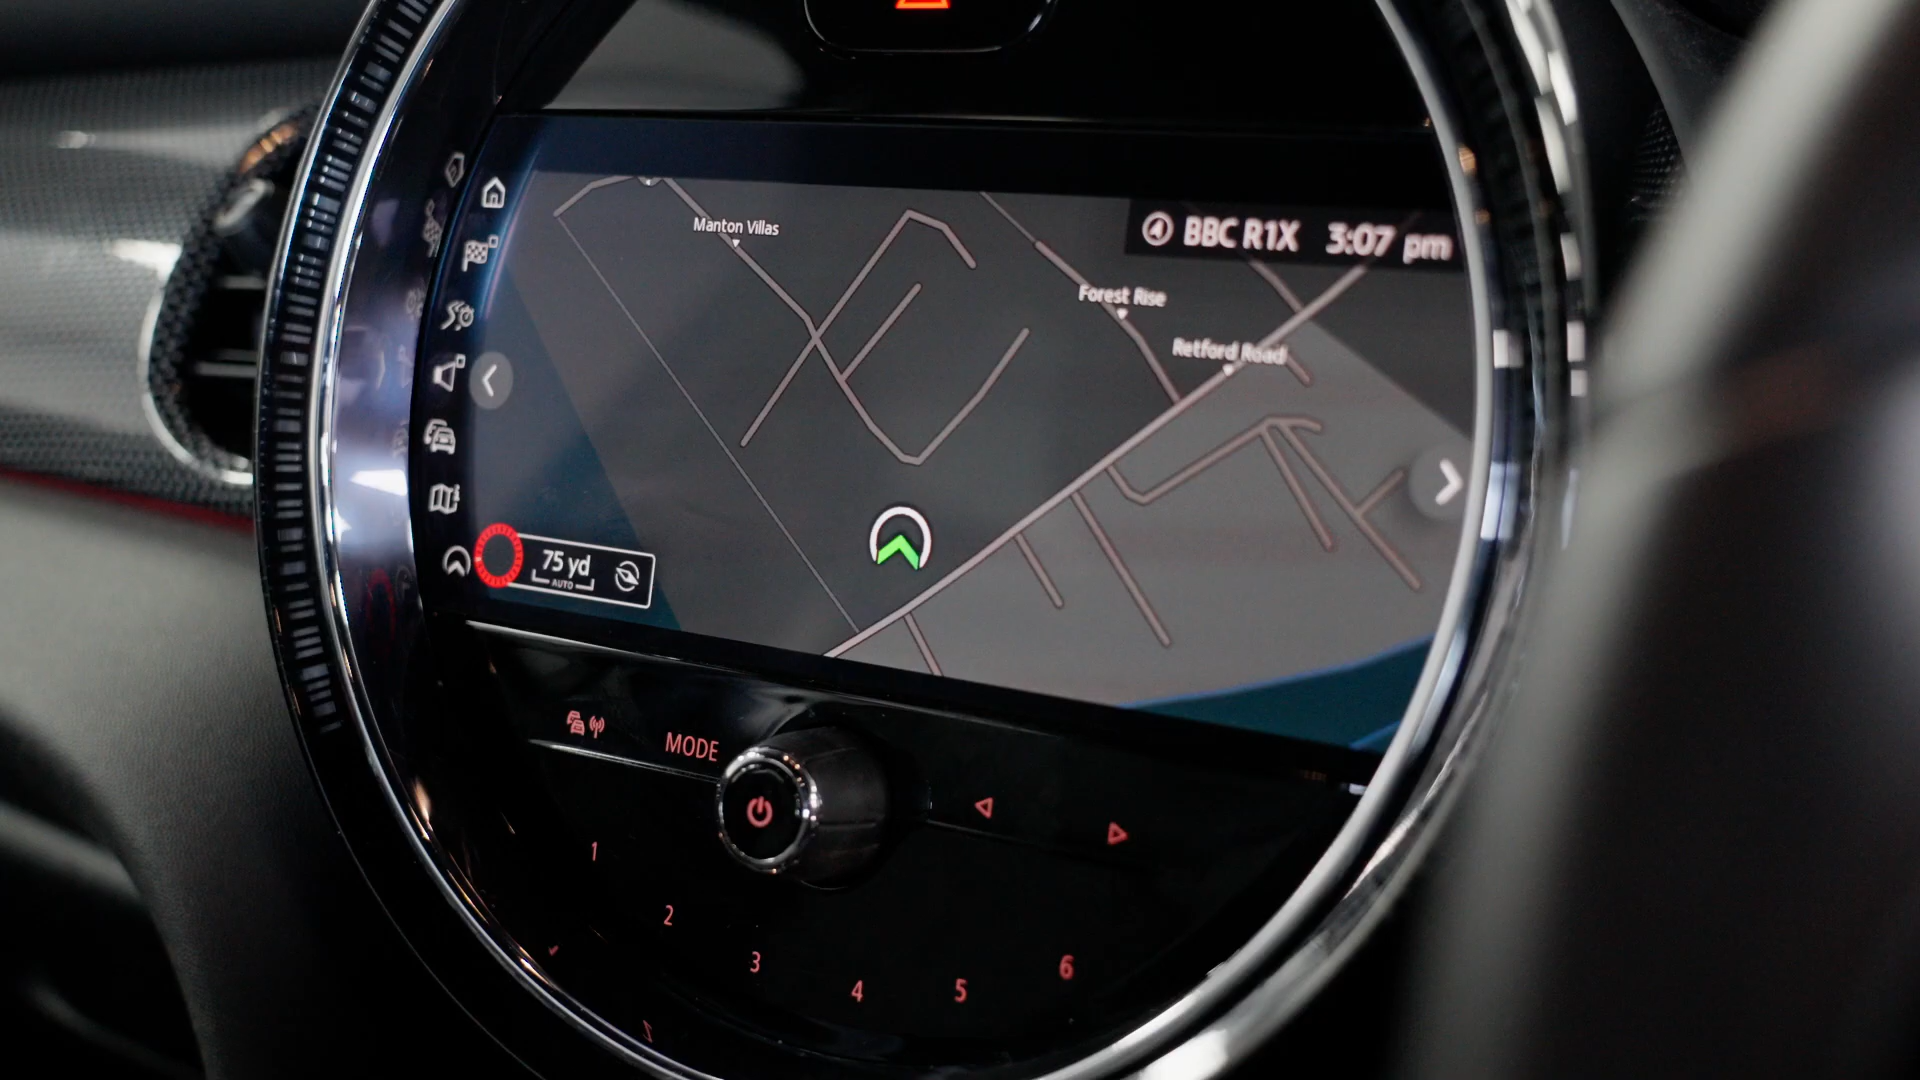 BBC R1X 3:07 pm
Manton Villas
Forest Rise
Retford Road
75 yd
AUTO
MODE
1
2
3
4
5
6